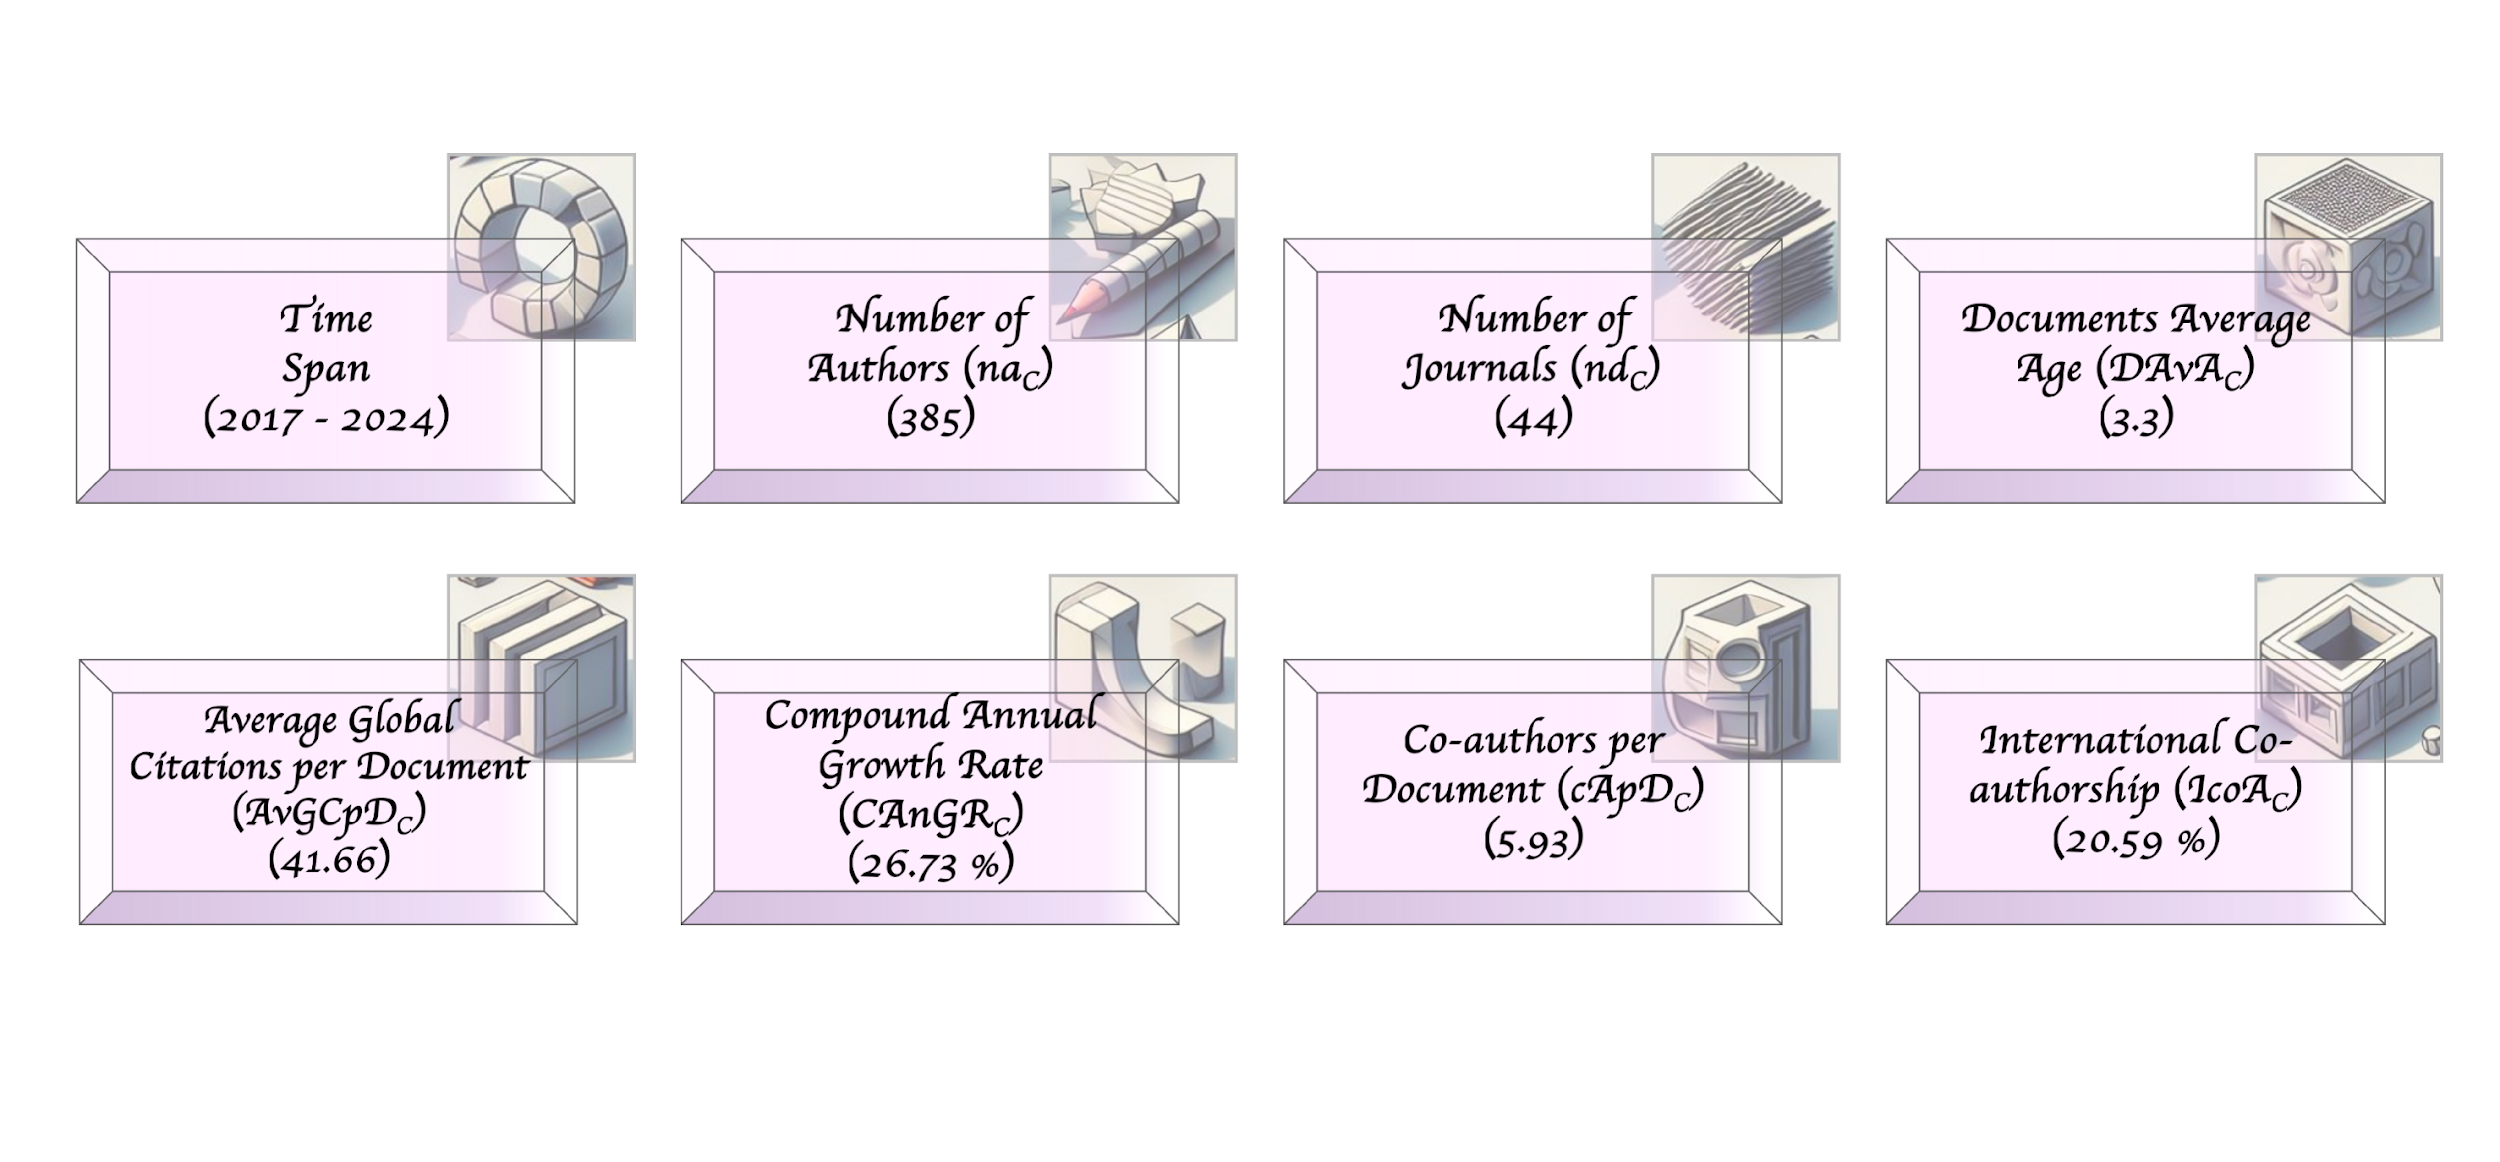 Time
Span
(2017 - 2024)
Number of
Authors (naC)
(385)
Number of
Journals (ndC)
(44)
Documents Average
Age (DAvAC)
(3.3)
Average Global
Citations per Document
(AvGCpDC)
(41.66)
Compound Annual
Growth Rate
(CAnGRC)
(26.73 %)
Co-authors per
Document (cApDC)
(5.93)
International Co-
authorship (IcoAC)
(20.59 %)